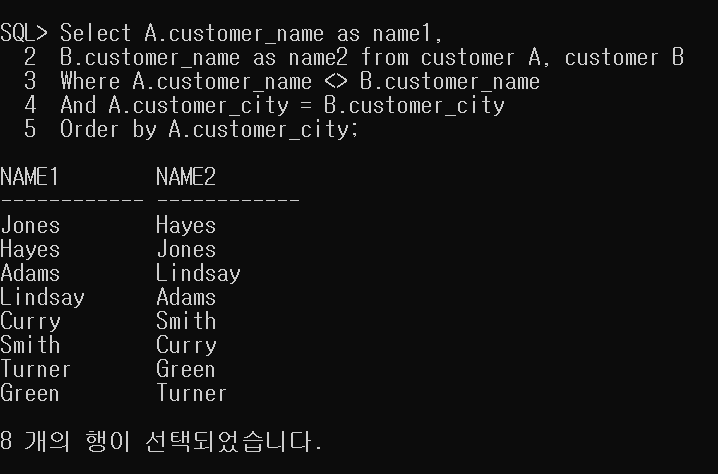 SQL> Select A.customer_name as name1,
  2  B.customer_name as name2 from customer A, customer B
  3  Where A.customer_name <> B.customer_name
  4  And A.customer_city = B.customer_city
  5  Order by A.customer_city;
NAME1        NAME2
------------ ------------
Jones        Hayes
Hayes        Jones
Adams        Lindsay
Lindsay      Adams
Curry        Smith
Smith        Curry
Turner       Green
Green        Turner
8 개의 행이 선택되었습니다.